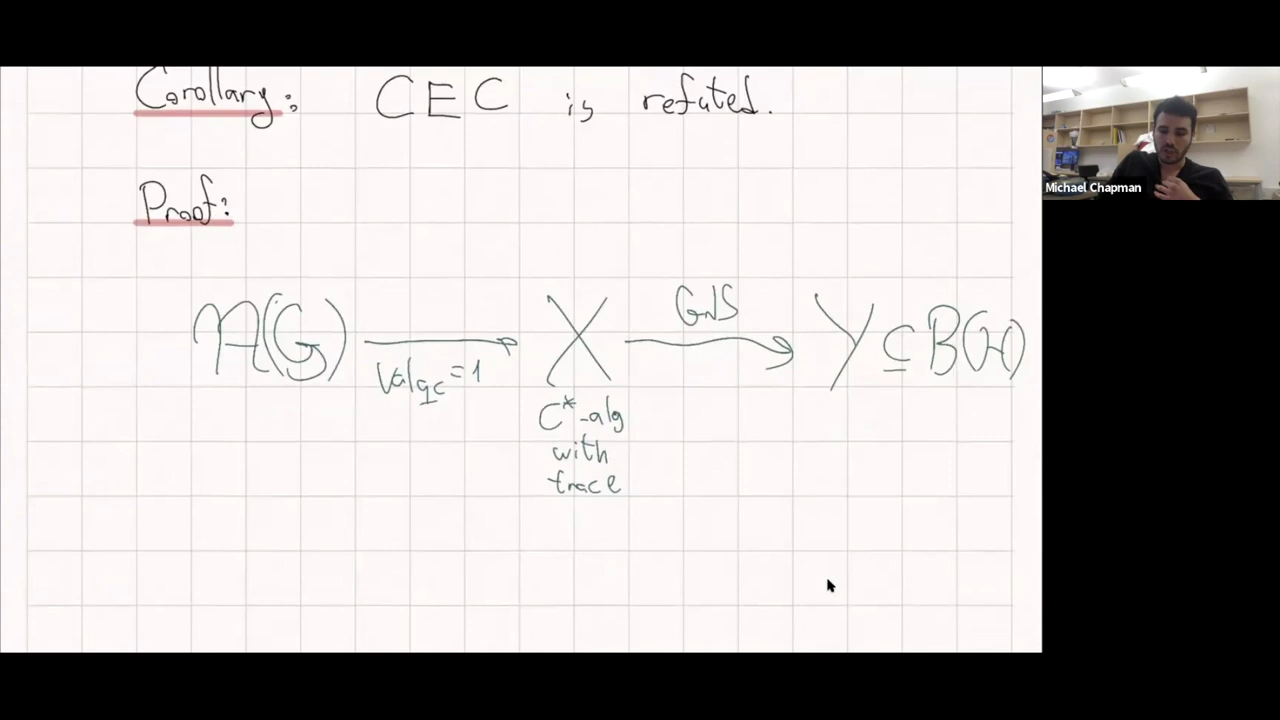 Corollary: CEC is refuted.
Proof:
A(G) → X → Y ⊆ B(H)
Val_qc = 1
GNS
C*-alg
with
trace
Michael Chapman